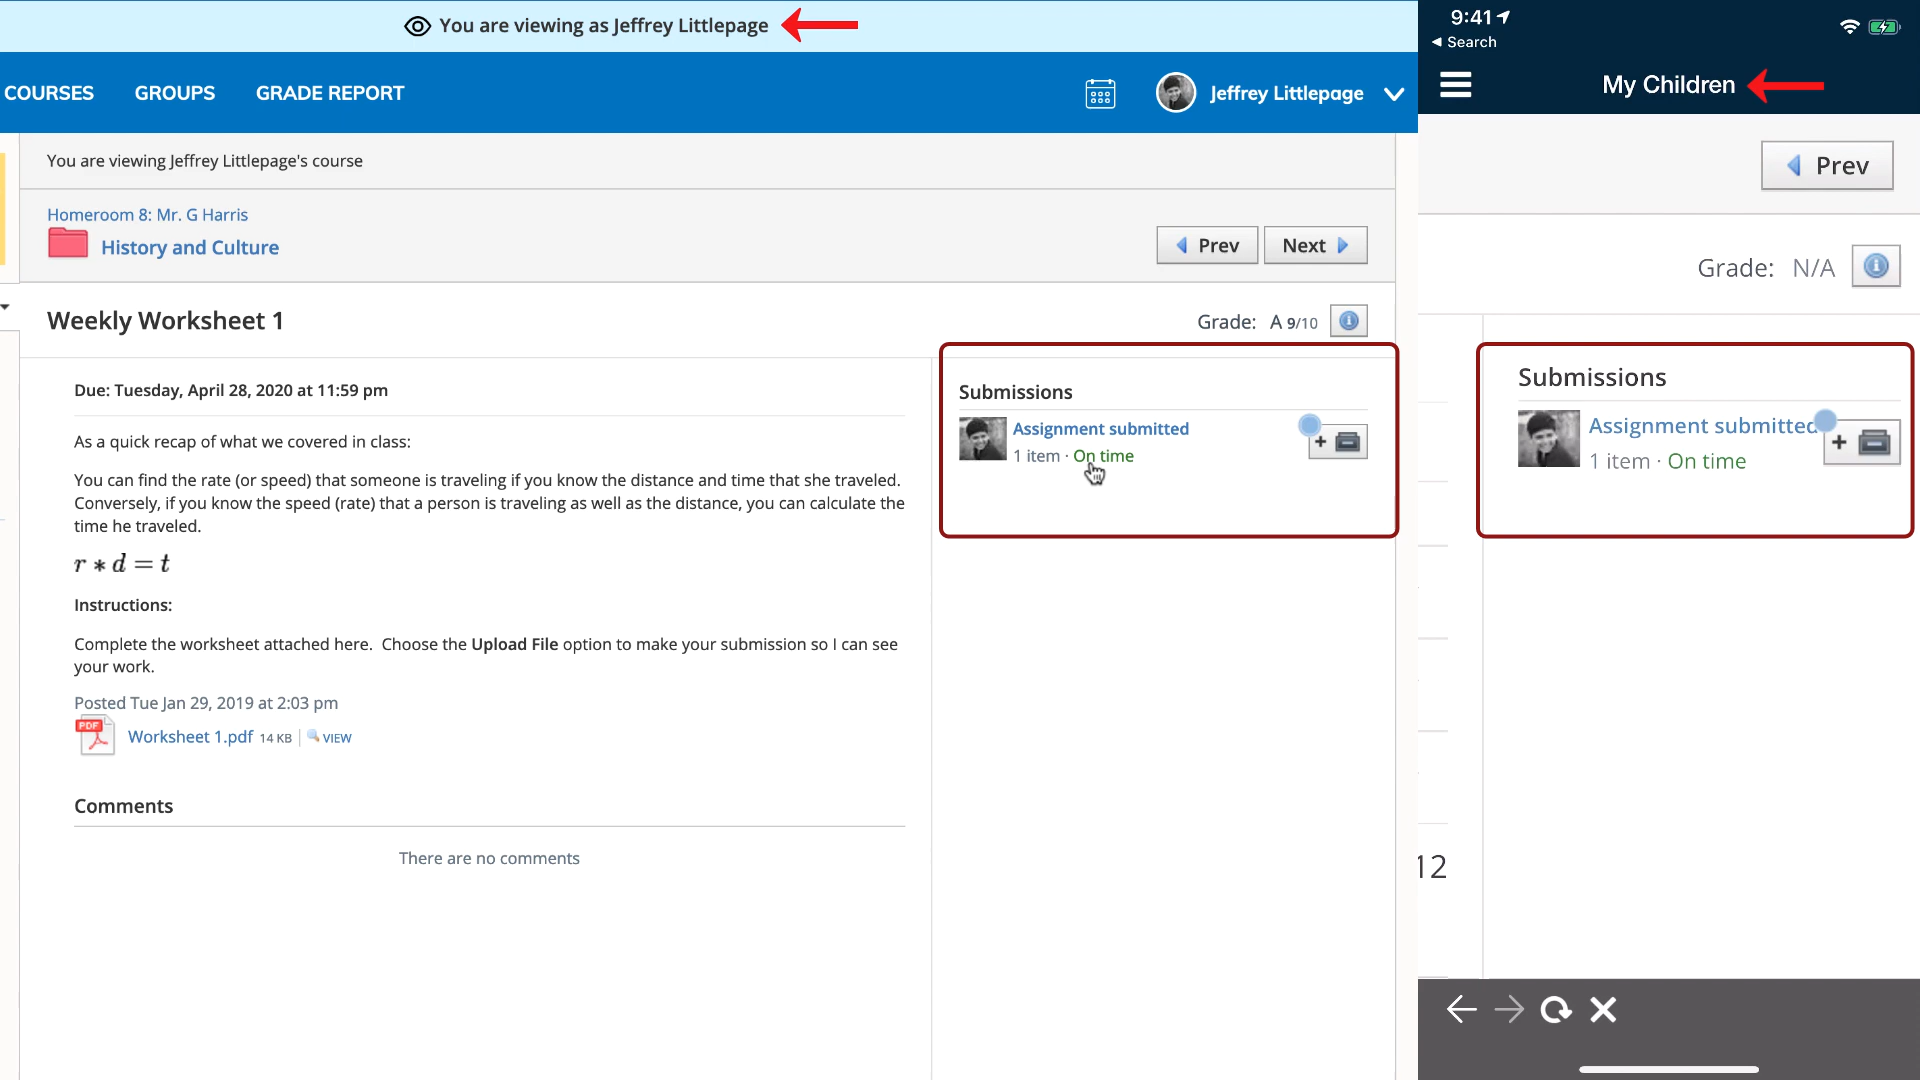 You are viewing as Jeffrey Littlepage
COURSES GROUPS GRADE REPORT Jeffrey Littlepage
You are viewing Jeffrey Littlepage's course
Homeroom 8: Mr. G Harris
History and Culture
Prev Next
Weekly Worksheet 1
Grade: A 9/10
Due: Tuesday, April 28, 2020 at 11:59 pm
As a quick recap of what we covered in class:
You can find the rate (or speed) that someone is traveling if you know the distance and time that she traveled.
Conversely, if you know the speed (rate) that a person is traveling as well as the distance, you can calculate the
time he traveled.
r * d = t
Instructions:
Complete the worksheet attached here. Choose the Upload File option to make your submission so I can see
your work.
Posted Tue Jan 29, 2019 at 2:03 pm
PDF
Worksheet 1.pdf 14 KB VIEW
Comments
There are no comments
Submissions
Assignment submitted
1 item · On time
+
9:41
Search
My Children
Prev
Grade: N/A
Submissions
Assignment submitted
1 item · On time
+
12